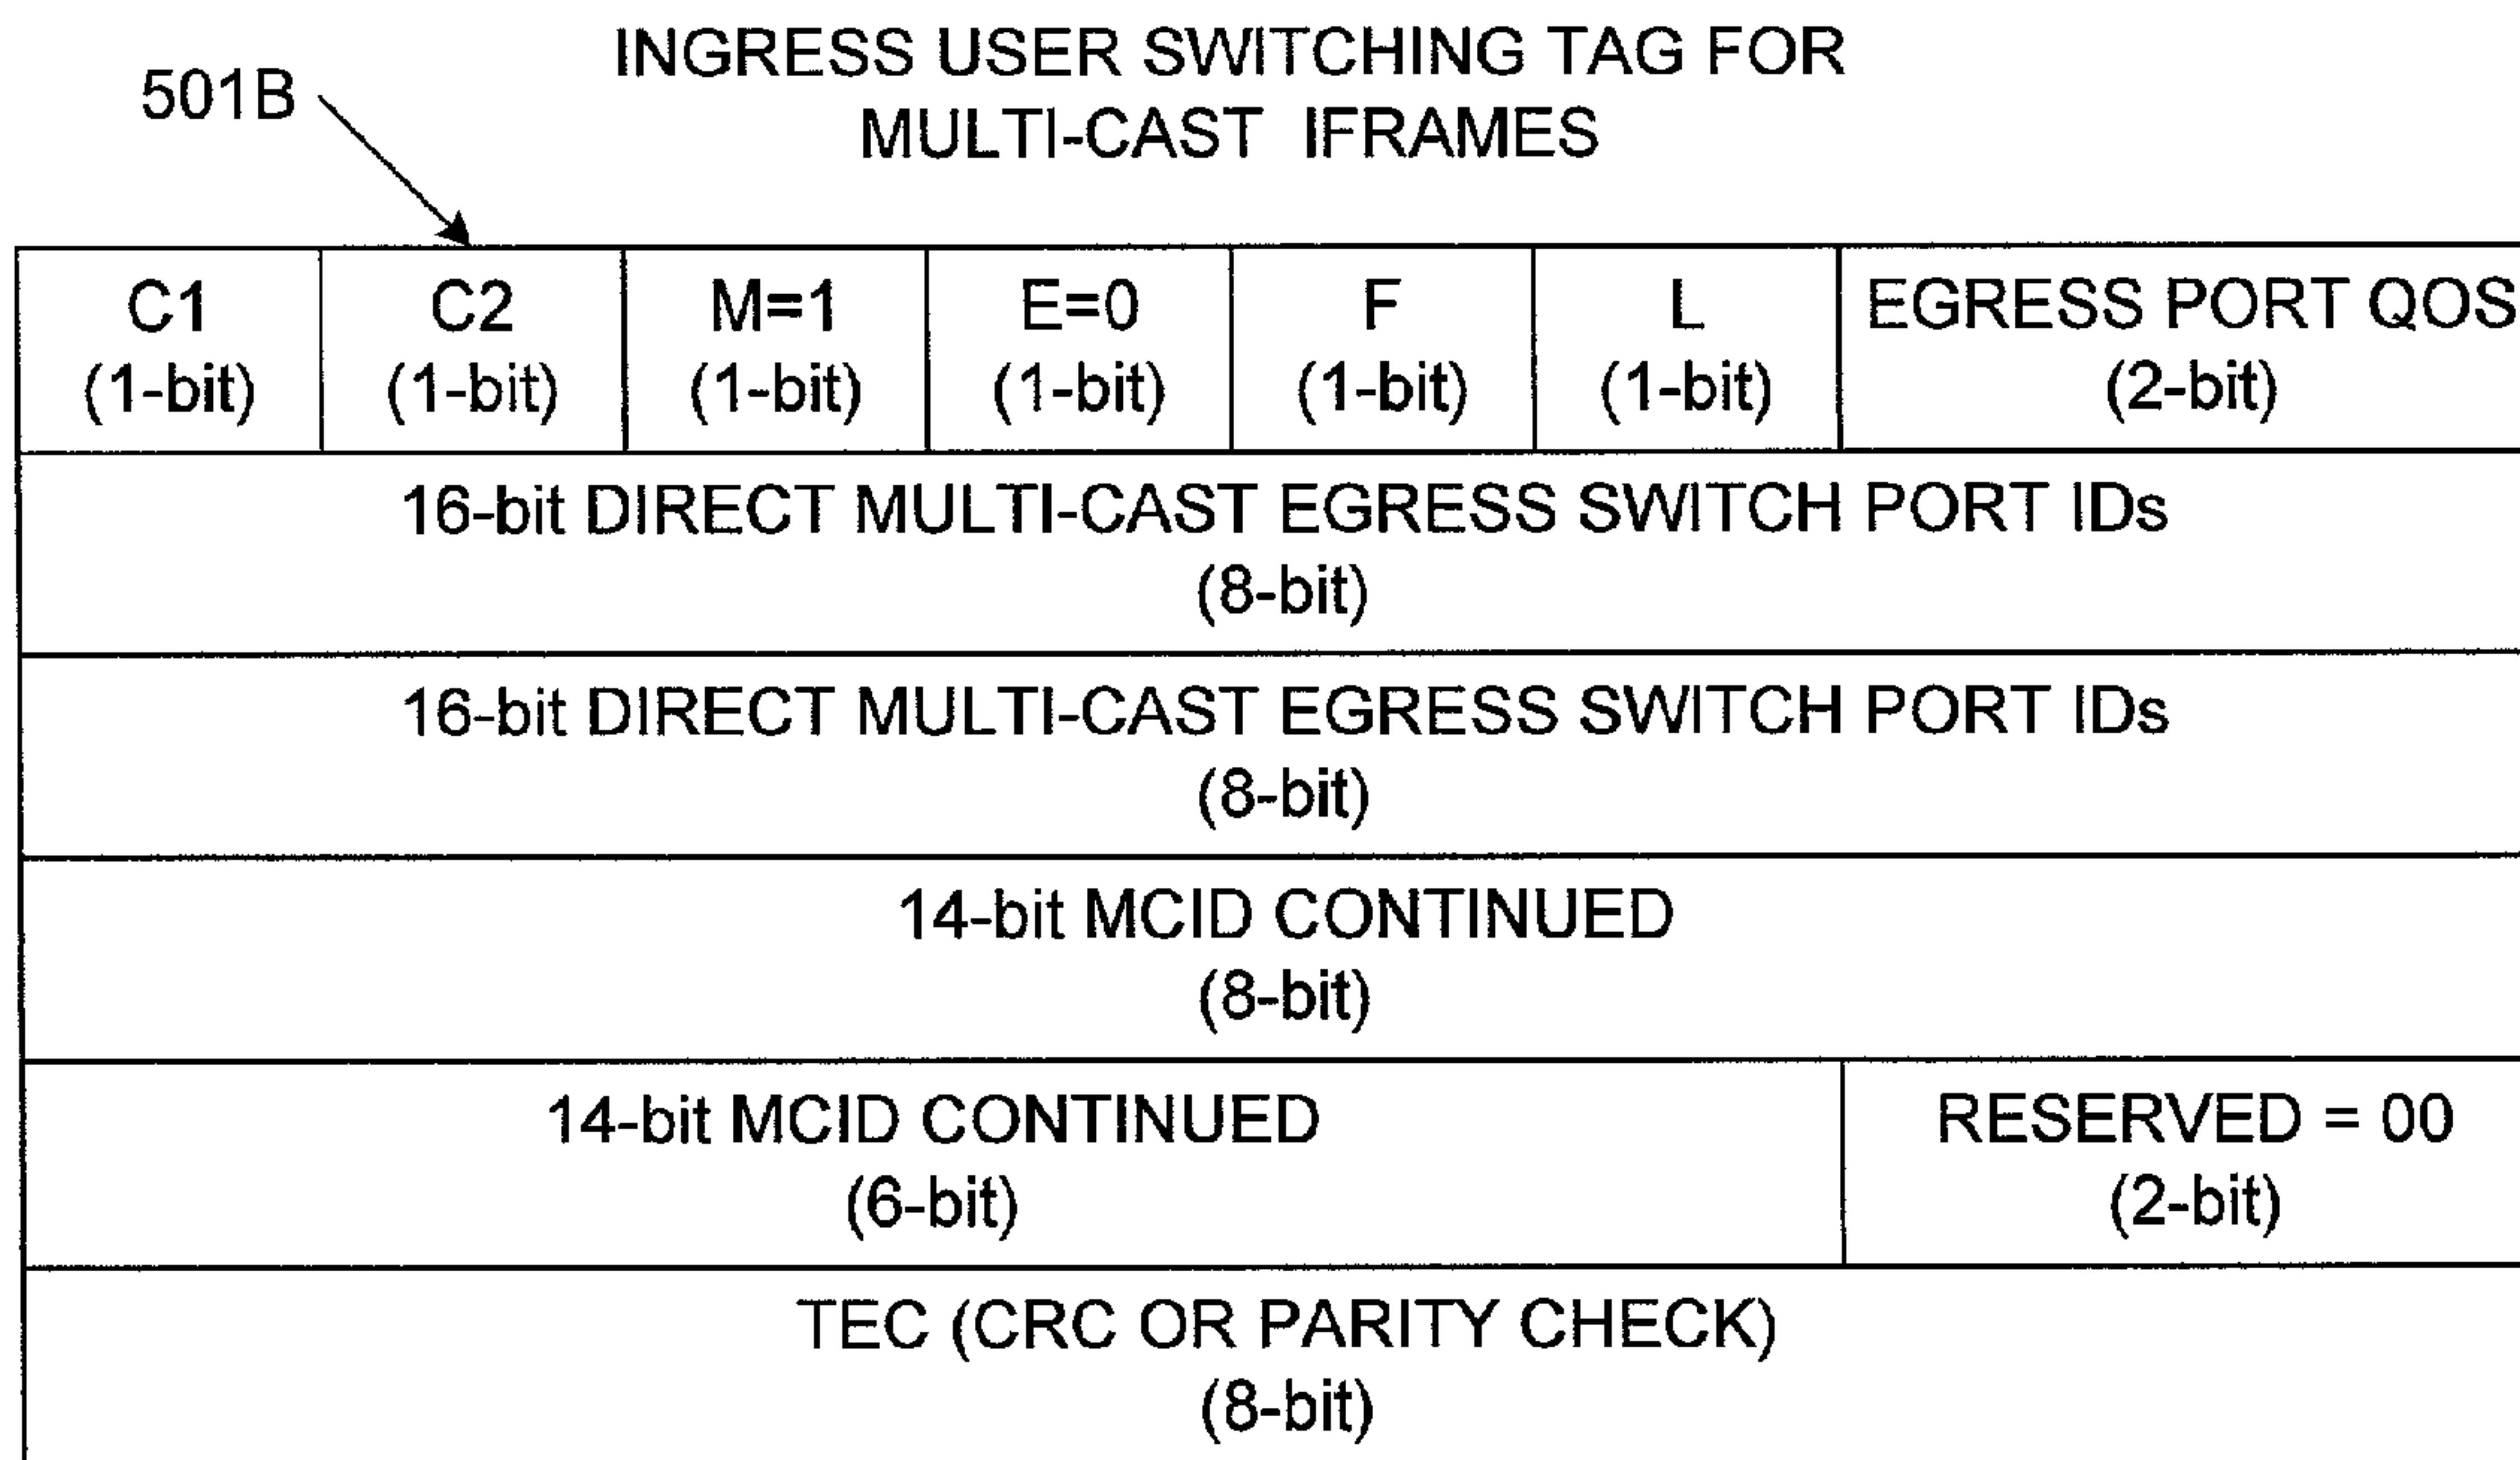 INGRESS USER SWITCHING TAG FOR
MULTI-CAST IFRAMES
501B
C1
(1-bit)
C2
(1-bit)
M=1
(1-bit)
E=0
(1-bit)
F
(1-bit)
L
(1-bit)
EGRESS PORT QOS
(2-bit)
16-bit DIRECT MULTI-CAST EGRESS SWITCH PORT IDs
(8-bit)
16-bit DIRECT MULTI-CAST EGRESS SWITCH PORT IDs
(8-bit)
14-bit MCID CONTINUED
(8-bit)
14-bit MCID CONTINUED
(6-bit)
RESERVED = 00
(2-bit)
TEC (CRC OR PARITY CHECK)
(8-bit)